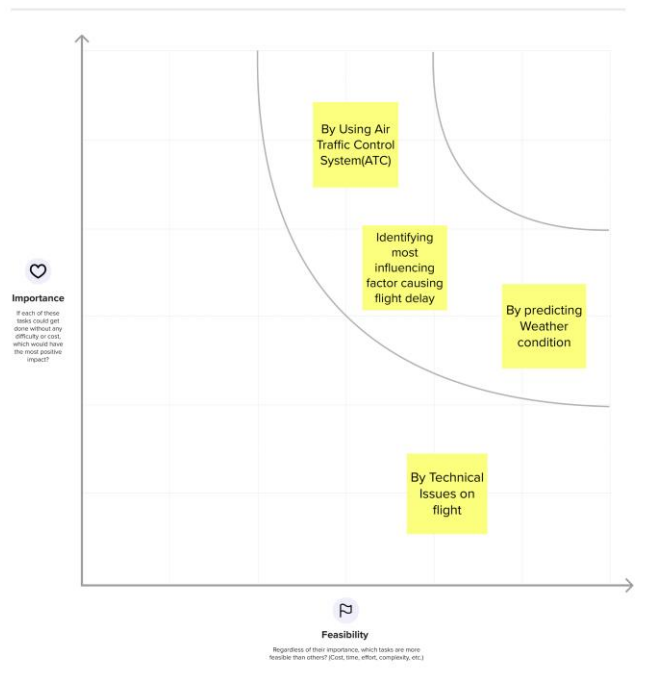 By Using Air
Traffic Control
System(ATC)
Identifying
most
influencing
factor causing
flight delay
By predicting
Weather
condition
By Technical
Issues on
flight
Importance
If each of these
tasks could get
done without any
difficulty or cost,
which would have
the most positive
impact?
Feasibility
Regardless of their importance, which tasks are more
feasible than others? (Cost, time, effort, complexity, etc.)